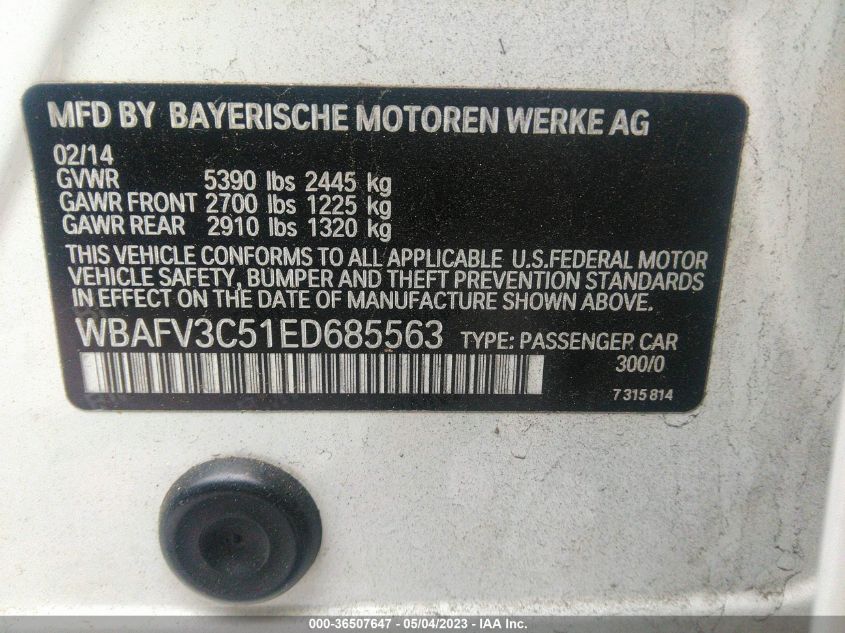 MFD BY BAYERISCHE MOTOREN WERKE AG
02/14
GVWR 5390 lbs 2445 kg
GAWR FRONT 2700 lbs 1225 kg
GAWR REAR 2910 lbs 1320 kg
THIS VEHICLE CONFORMS TO ALL APPLICABLE U.S.FEDERAL MOTOR
VEHICLE SAFETY, BUMPER AND THEFT PREVENTION STANDARDS
IN EFFECT ON THE DATE OF MANUFACTURE SHOWN ABOVE.
WBAFV3C51ED685563 TYPE: PASSENGER CAR
300/0
7 315 814
000-36507647 - 05/04/2023 - IAA Inc.